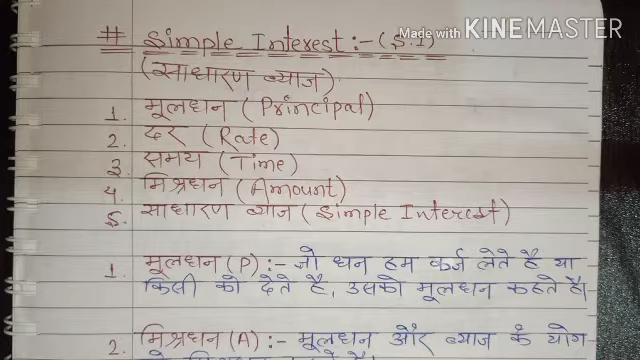 Made with KINEMASTER
# Simple Interest :- (S.I)
(साधारण ब्याज)
1. मूलधन (Principal)
2. दर (Rate)
3. समय (Time)
4. मिश्रधन (Amount)
5. साधारण ब्याज (Simple Interest)
1. मूलधन (P) :- जो धन हम कर्ज लेते है या
किसी को देते है, उसको मूलधन कहते है।
2. मिश्रधन (A) :- मूलधन और ब्याज के योग